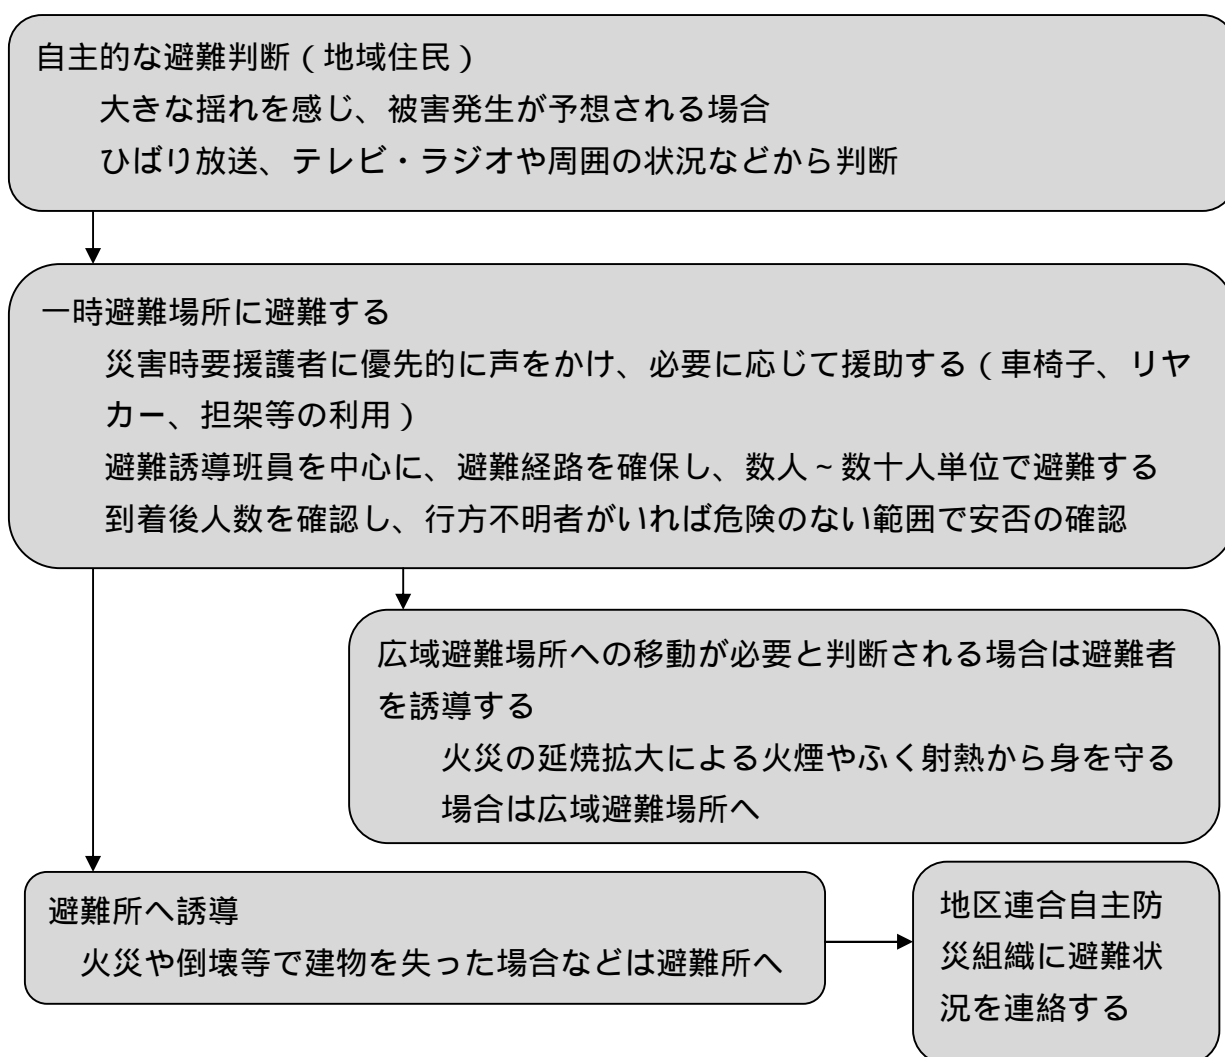 自主的な避難判断（地域住民）
大きな揺れを感じ、被害発生が予想される場合
ひばり放送、テレビ・ラジオや周囲の状況などから判断
一時避難場所に避難する
災害時要援護者に優先的に声をかけ、必要に応じて援助する（車椅子、リヤ
カー、担架等の利用）
避難誘導班員を中心に、避難経路を確保し、数人～数十人単位で避難する
到着後人数を確認し、行方不明者がいれば危険のない範囲で安否の確認
広域避難場所への移動が必要と判断される場合は避難者
を誘導する
火災の延焼拡大による火煙やふく射熱から身を守る
場合は広域避難場所へ
避難所へ誘導
火災や倒壊等で建物を失った場合などは避難所へ
地区連合自主防
災組織に避難状
況を連絡する